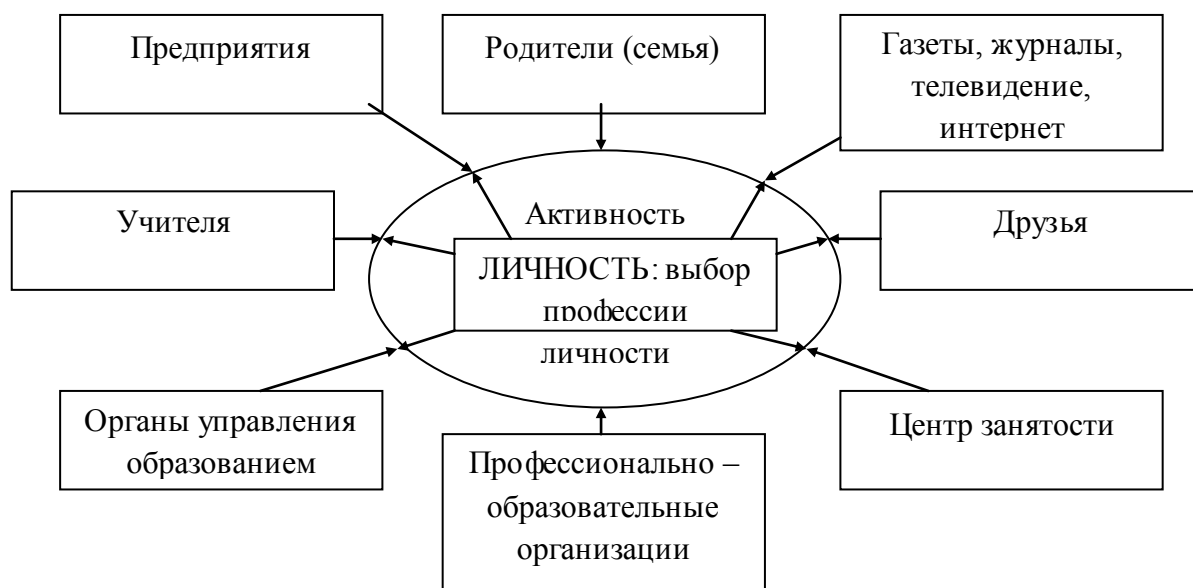 Предприятия
Родители (семья)
Газеты, журналы,
телевидение,
интернет
Учителя
Активность
ЛИЧНОСТЬ: выбор
профессии
личности
Друзья
Органы управления
образованием
Профессионально –
образовательные
организации
Центр занятости